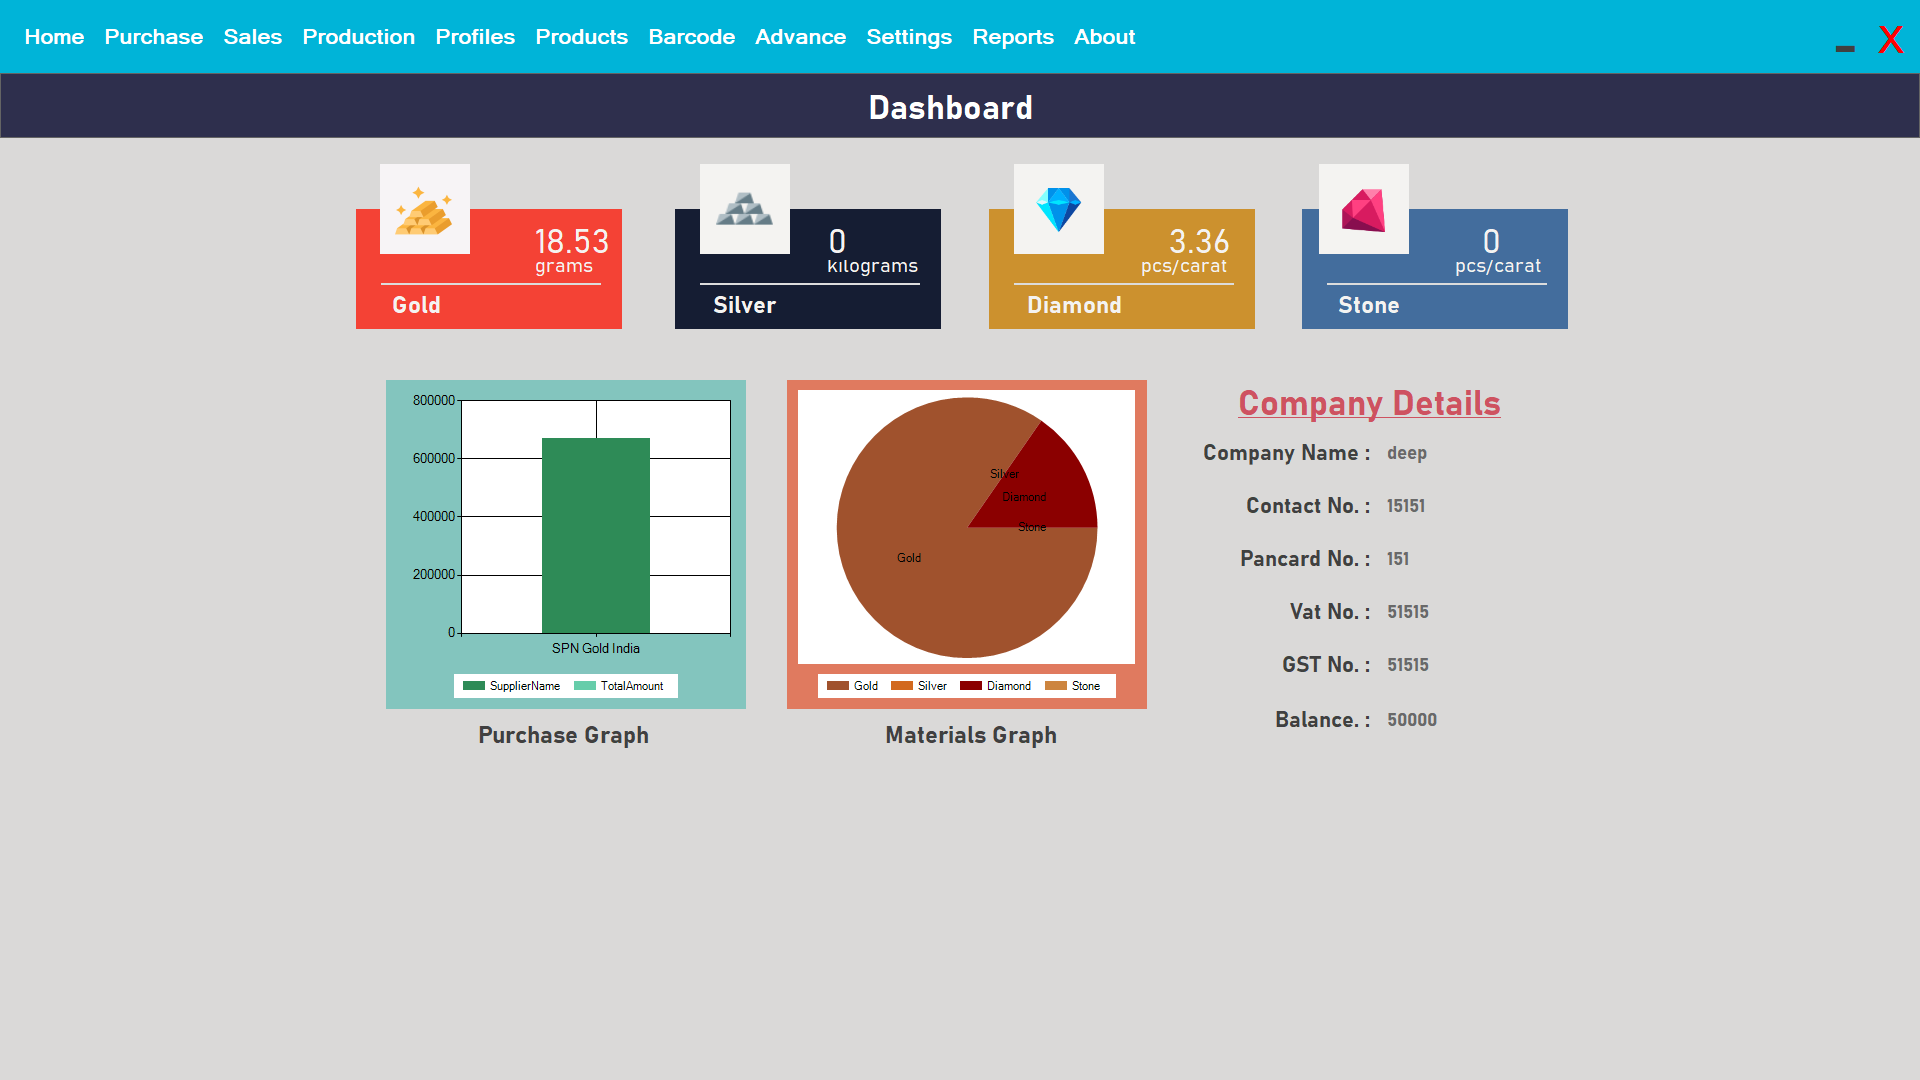 Home Purchase Sales Production Profiles Products Barcode Advance Settings Reports About
X
Dashboard
18.53
grams
Gold
0
kilograms
Silver
3.36
pcs/carat
Diamond
0
pcs/carat
Stone
800000
600000
400000
200000
0
SPN Gold India
SupplierName TotalAmount
Purchase Graph
Silver
Diamond
Stone
Gold
Gold Silver Diamond Stone
Materials Graph
Company Details
Company Name : deep
Contact No. : 15151
Pancard No. : 151
Vat No. : 51515
GST No. : 51515
Balance. : 50000